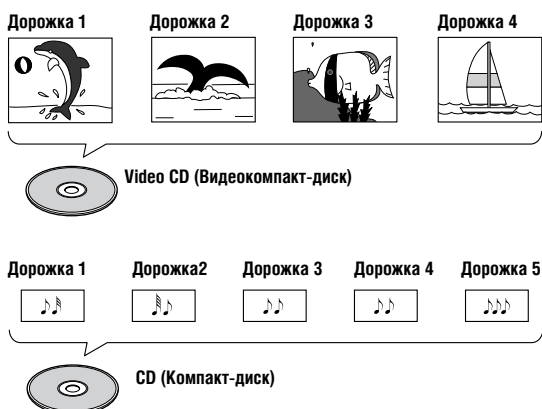 Дорожка 1 Дорожка 2 Дорожка 3 Дорожка 4
Video CD (Видеокомпакт-диск)
Дорожка 1 Дорожка2 Дорожка 3 Дорожка 4 Дорожка 5
CD (Компакт-диск)